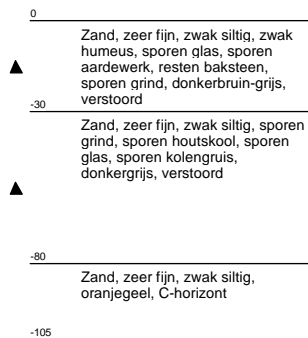 0
Zand, zeer fijn, zwak siltig, zwak
humeus, sporen glas, sporen
aardewerk, resten baksteen,
sporen grind, donkerbruin-grijs,
verstoord
-30
Zand, zeer fijn, zwak siltig, sporen
grind, sporen houtskool, sporen
glas, sporen kolengruis,
donkergrijs, verstoord
-80
Zand, zeer fijn, zwak siltig,
oranjegeel, C-horizont
-105